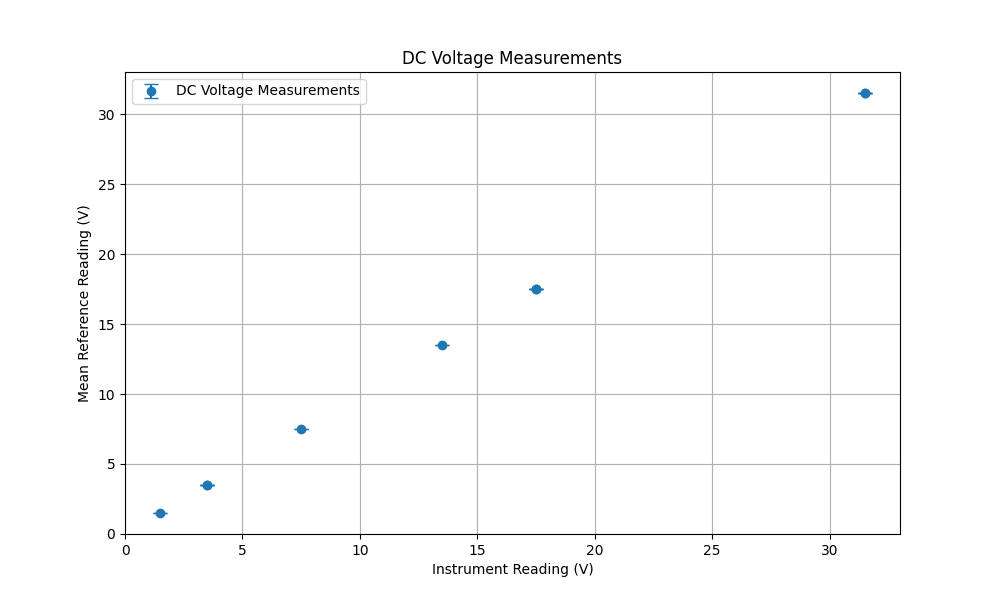 DC Voltage Measurements
DC Voltage Measurements
Mean Reference Reading (V)
30
25
20
15
10
5
0
0 5 10 15 20 25 30
Instrument Reading (V)